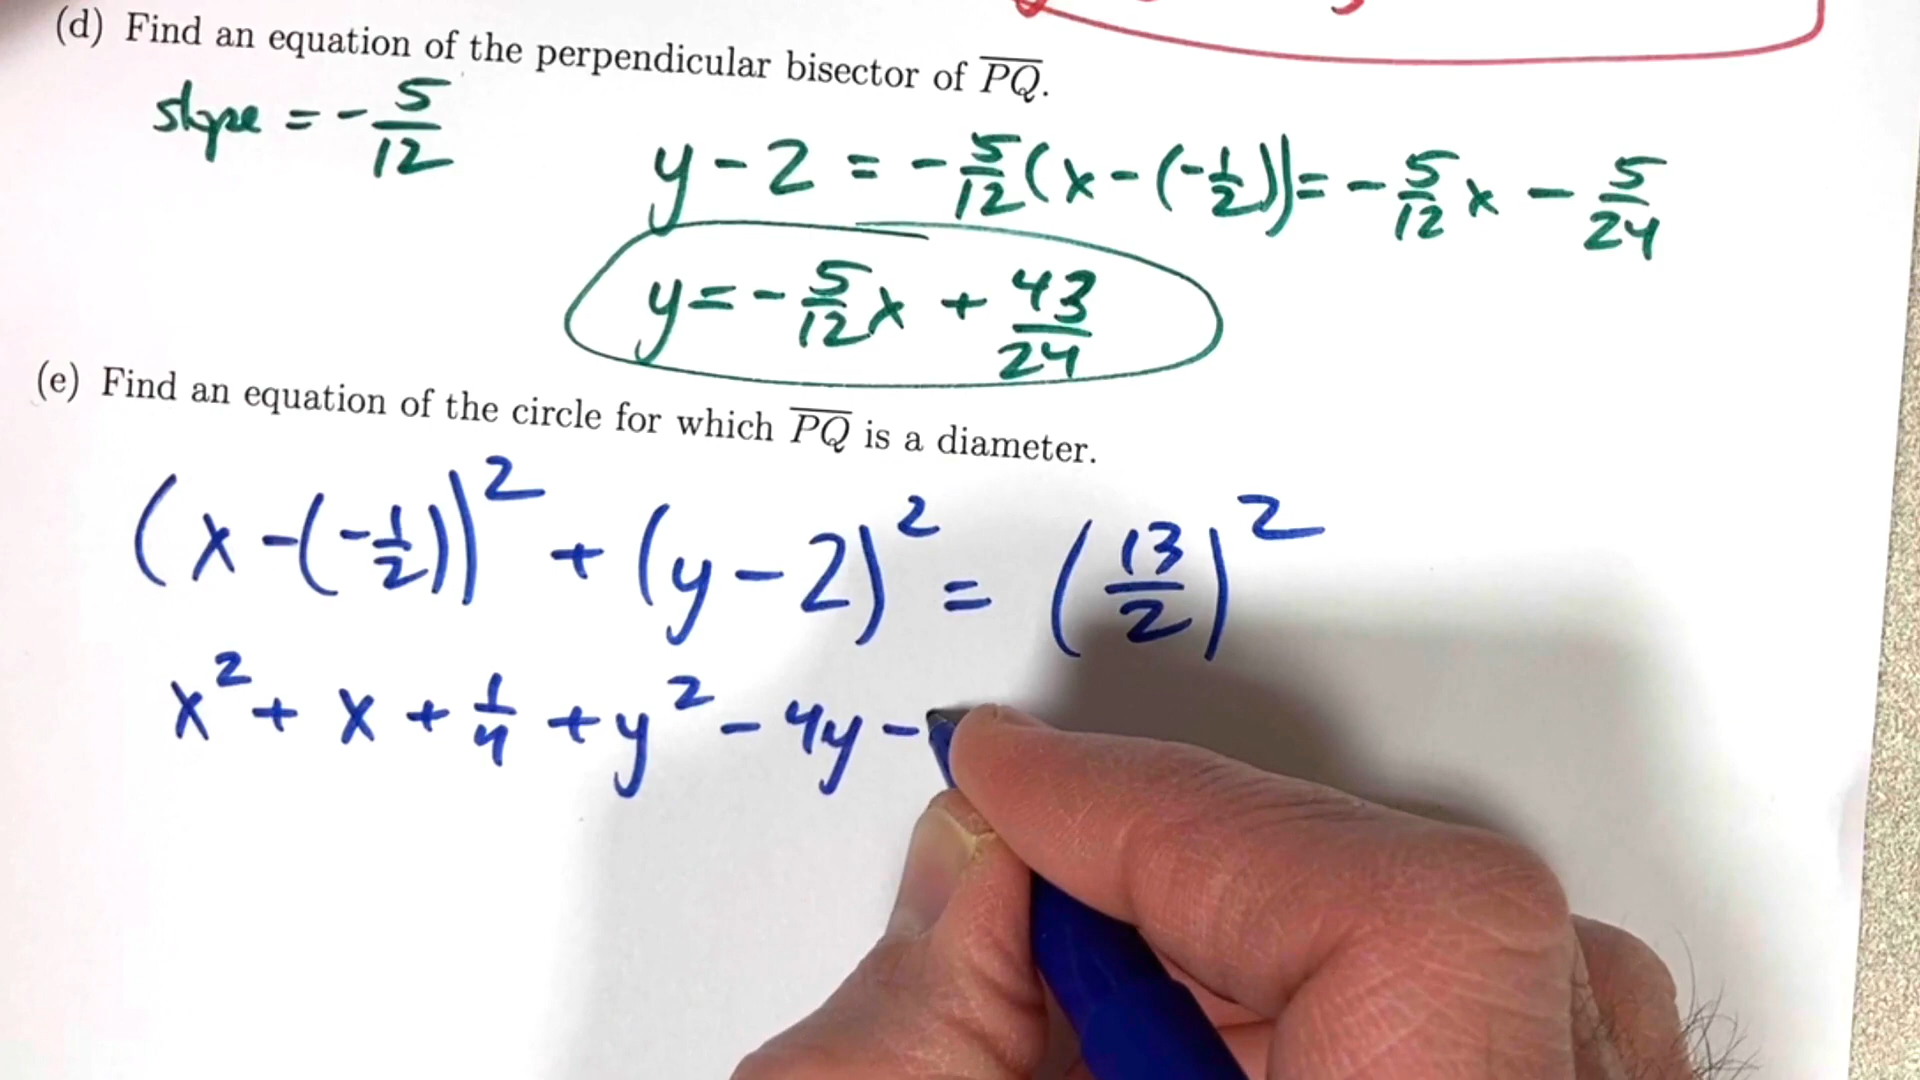 (d) Find an equation of the perpendicular bisector of PQ.
slope = - 5/12
y - 2 = - 5/12 (x - (- 1/2)) = - 5/12 x - 5/24
y = - 5/12 x + 43/24
(e) Find an equation of the circle for which PQ is a diameter.
(x - (- 1/2))² + (y - 2)² = (13/2)²
x² + x + 1/4 + y² - 4y -